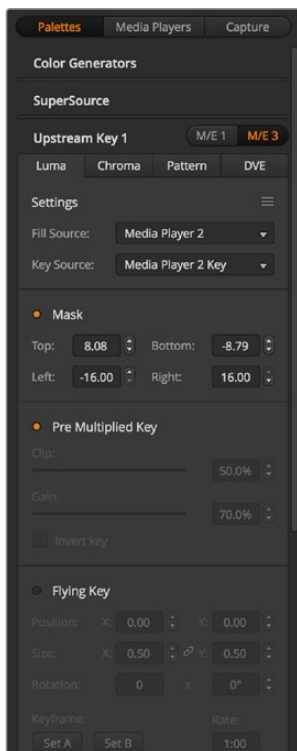 Palettes Media Players Capture
Color Generators
SuperSource
Upstream Key 1 M/E 1 M/E 3
Luma Chroma Pattern DVE
Settings
Fill Source: Media Player 2
Key Source: Media Player 2 Key
Mask
Top: 8.08 Bottom: -8.79
Left: -16.00 Right: 16.00
Pre Multiplied Key
Clip:
50.0%
Gain:
70.0%
Invert key
Flying Key
Position: X: 0.00 Y: 0.00
Size: X: 0.50 Y: 0.50
Rotation: 0 x 0°
Keyframe: Rate:
Set A Set B 1:00